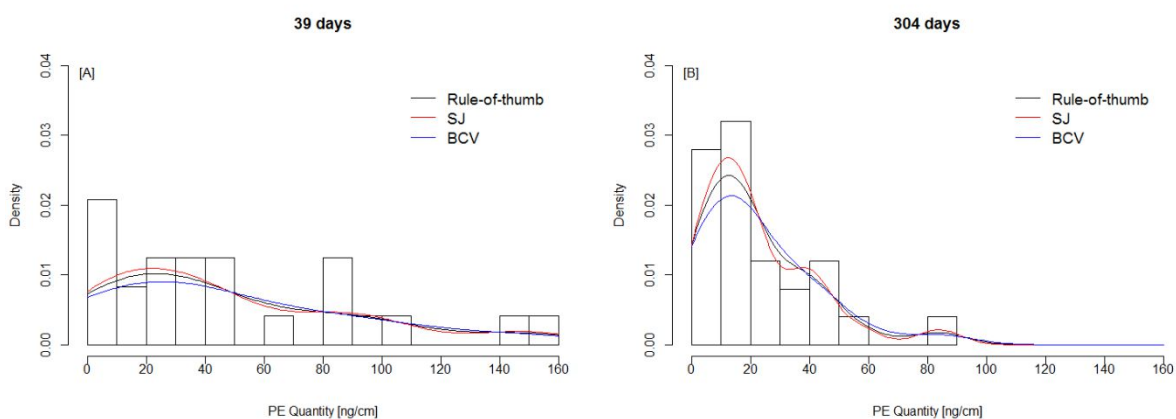 39 days
[A]
Rule-of-thumb
SJ
BCV
Density
0.00 0.01 0.02 0.03 0.04
0 20 40 60 80 100 120 140 160
PE Quantity [ng/cm]
304 days
[B]
Rule-of-thumb
SJ
BCV
Density
0.00 0.01 0.02 0.03 0.04
0 20 40 60 80 100 120 140 160
PE Quantity [ng/cm]